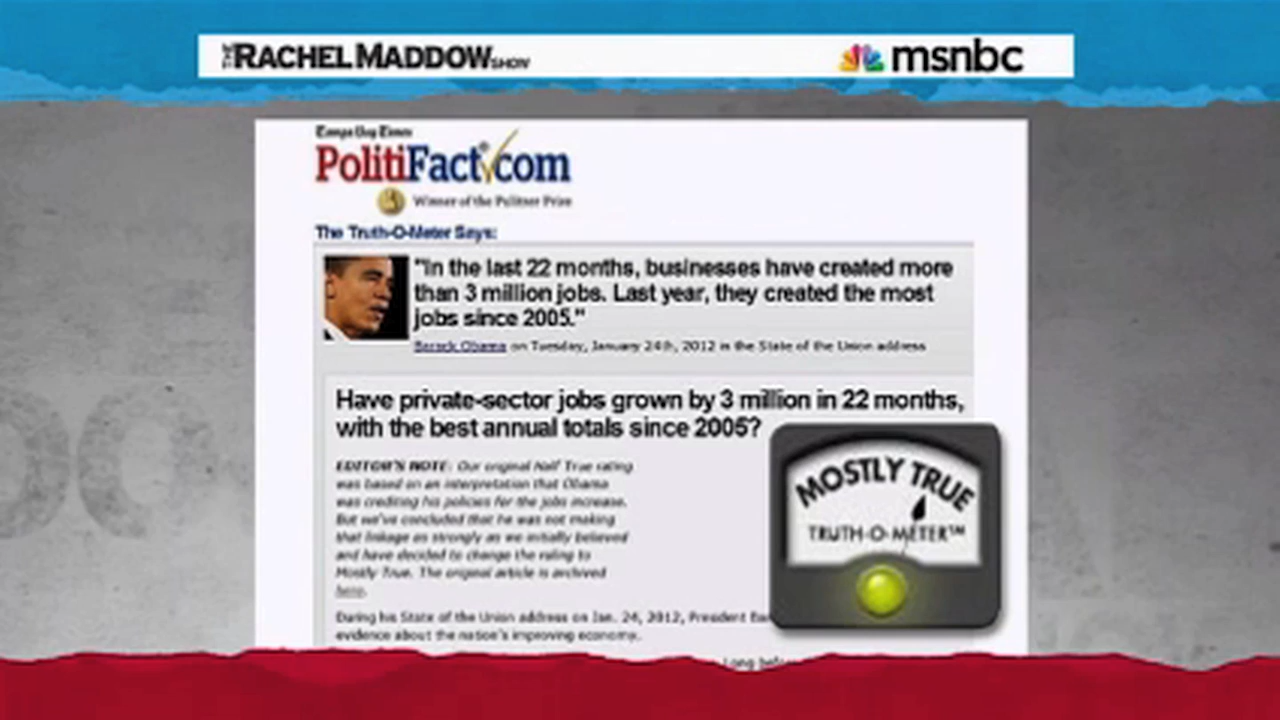 THE RACHEL MADDOW SHOW
msnbc
Tampa Bay Times
PolitiFact.com
Winner of the Pulitzer Prize
The Truth-O-Meter Says:
"In the last 22 months, businesses have created more
than 3 million jobs. Last year, they created the most
jobs since 2005."
Barack Obama on Tuesday, January 24th, 2012 in the State of the Union address
Have private-sector jobs grown by 3 million in 22 months,
with the best annual totals since 2005?
EDITOR'S NOTE: Our original Half True rating
was based on an interpretation that Obama
was crediting his policies for the jobs increase.
But we've concluded that he was not making
that linkage as strongly as we initially believed
and have decided to change the ruling to
Mostly True. The original article is archived
here.
MOSTLY TRUE
TRUTH-O-METER™
During his State of the Union address on Jan. 24, 2012, President
evidence about the nation's improving economy.
Long